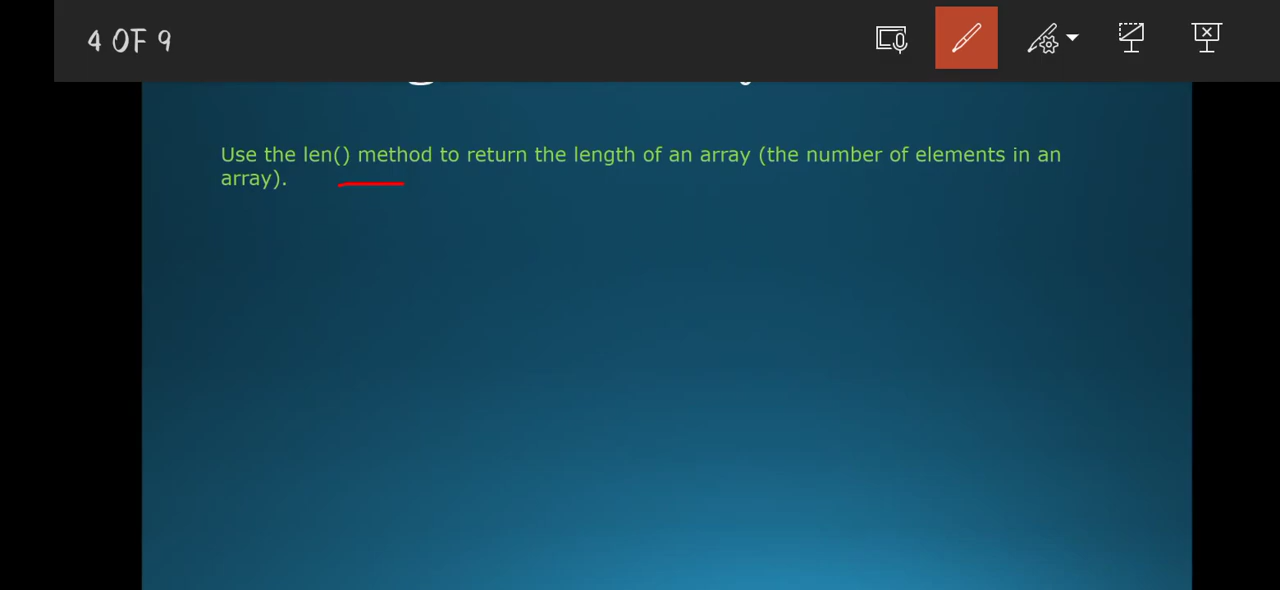 4 OF 9
Use the len() method to return the length of an array (the number of elements in an
array).